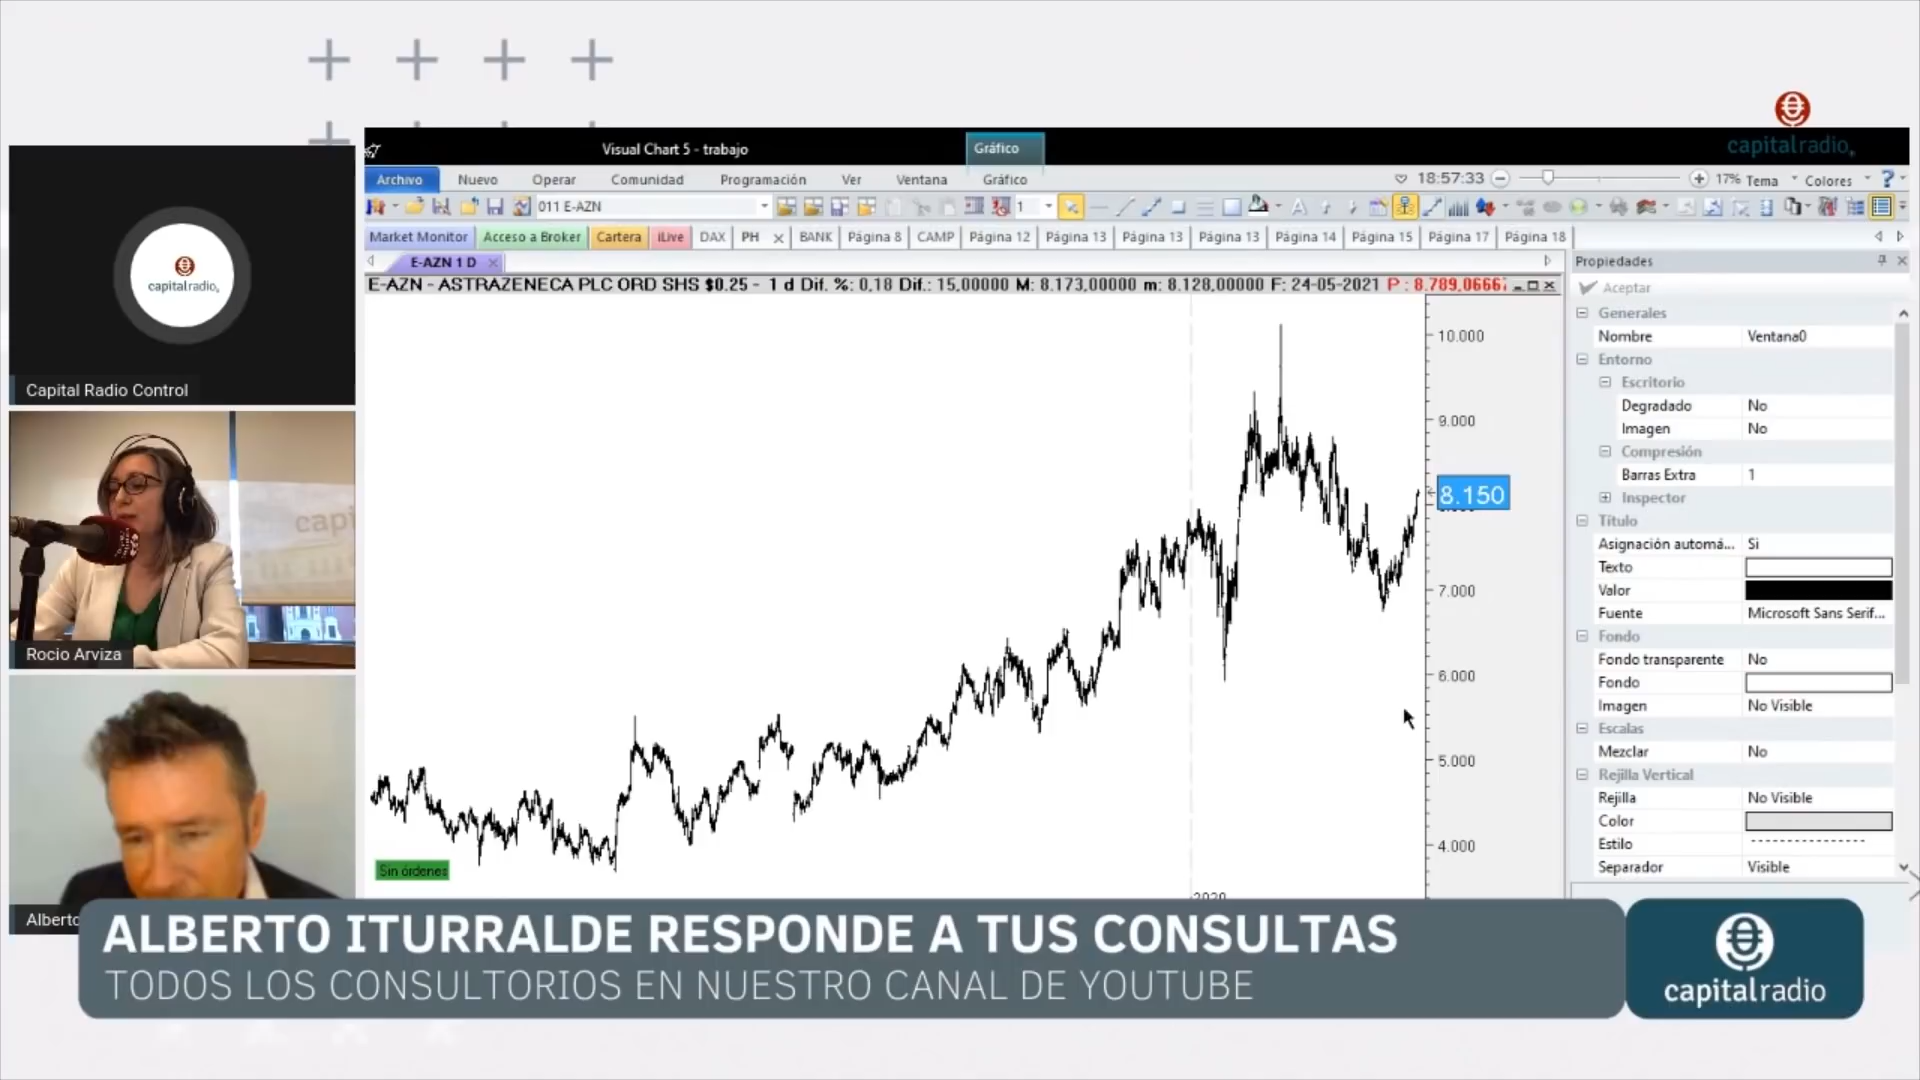 capitalradio
Visual Chart 5 - trabajo
Gráfico
Archivo Nuevo Operar Comunidad Programación Ver Ventana Gráfico
18:57:33 17% Tema Colores ?
011 E-AZN
1
Market Monitor Acceso a Broker Cartera iLive DAX PH BANK Página 8 CAMP Página 12 Página 13 Página 13 Página 13 Página 14 Página 15 Página 17 Página 18
E-AZN 1 D
E-AZN - ASTRAZENECA PLC ORD SHS $0.25 - 1 d Dif. %: 0,18 Dif.: 15,00000 M: 8.173,00000 m: 8.128,00000 F: 24-05-2021 P : 8.789,0666
10.000
9.000
8.150
7.000
6.000
5.000
4.000
2020
Sin órdenes
Propiedades
Aceptar
Generales
Nombre Ventana0
Entorno
Escritorio
Degradado No
Imagen No
Compresión
Barras Extra 1
Inspector
Título
Asignación automá... Si
Texto
Valor
Fuente Microsoft Sans Serif...
Fondo
Fondo transparente No
Fondo
Imagen No Visible
Escalas
Mezclar No
Rejilla Vertical
Rejilla No Visible
Color
Estilo
Separador Visible
capitalradio
Capital Radio Control
Rocio Arviza
Alberto
ALBERTO ITURRALDE RESPONDE A TUS CONSULTAS
TODOS LOS CONSULTORIOS EN NUESTRO CANAL DE YOUTUBE
capitalradio